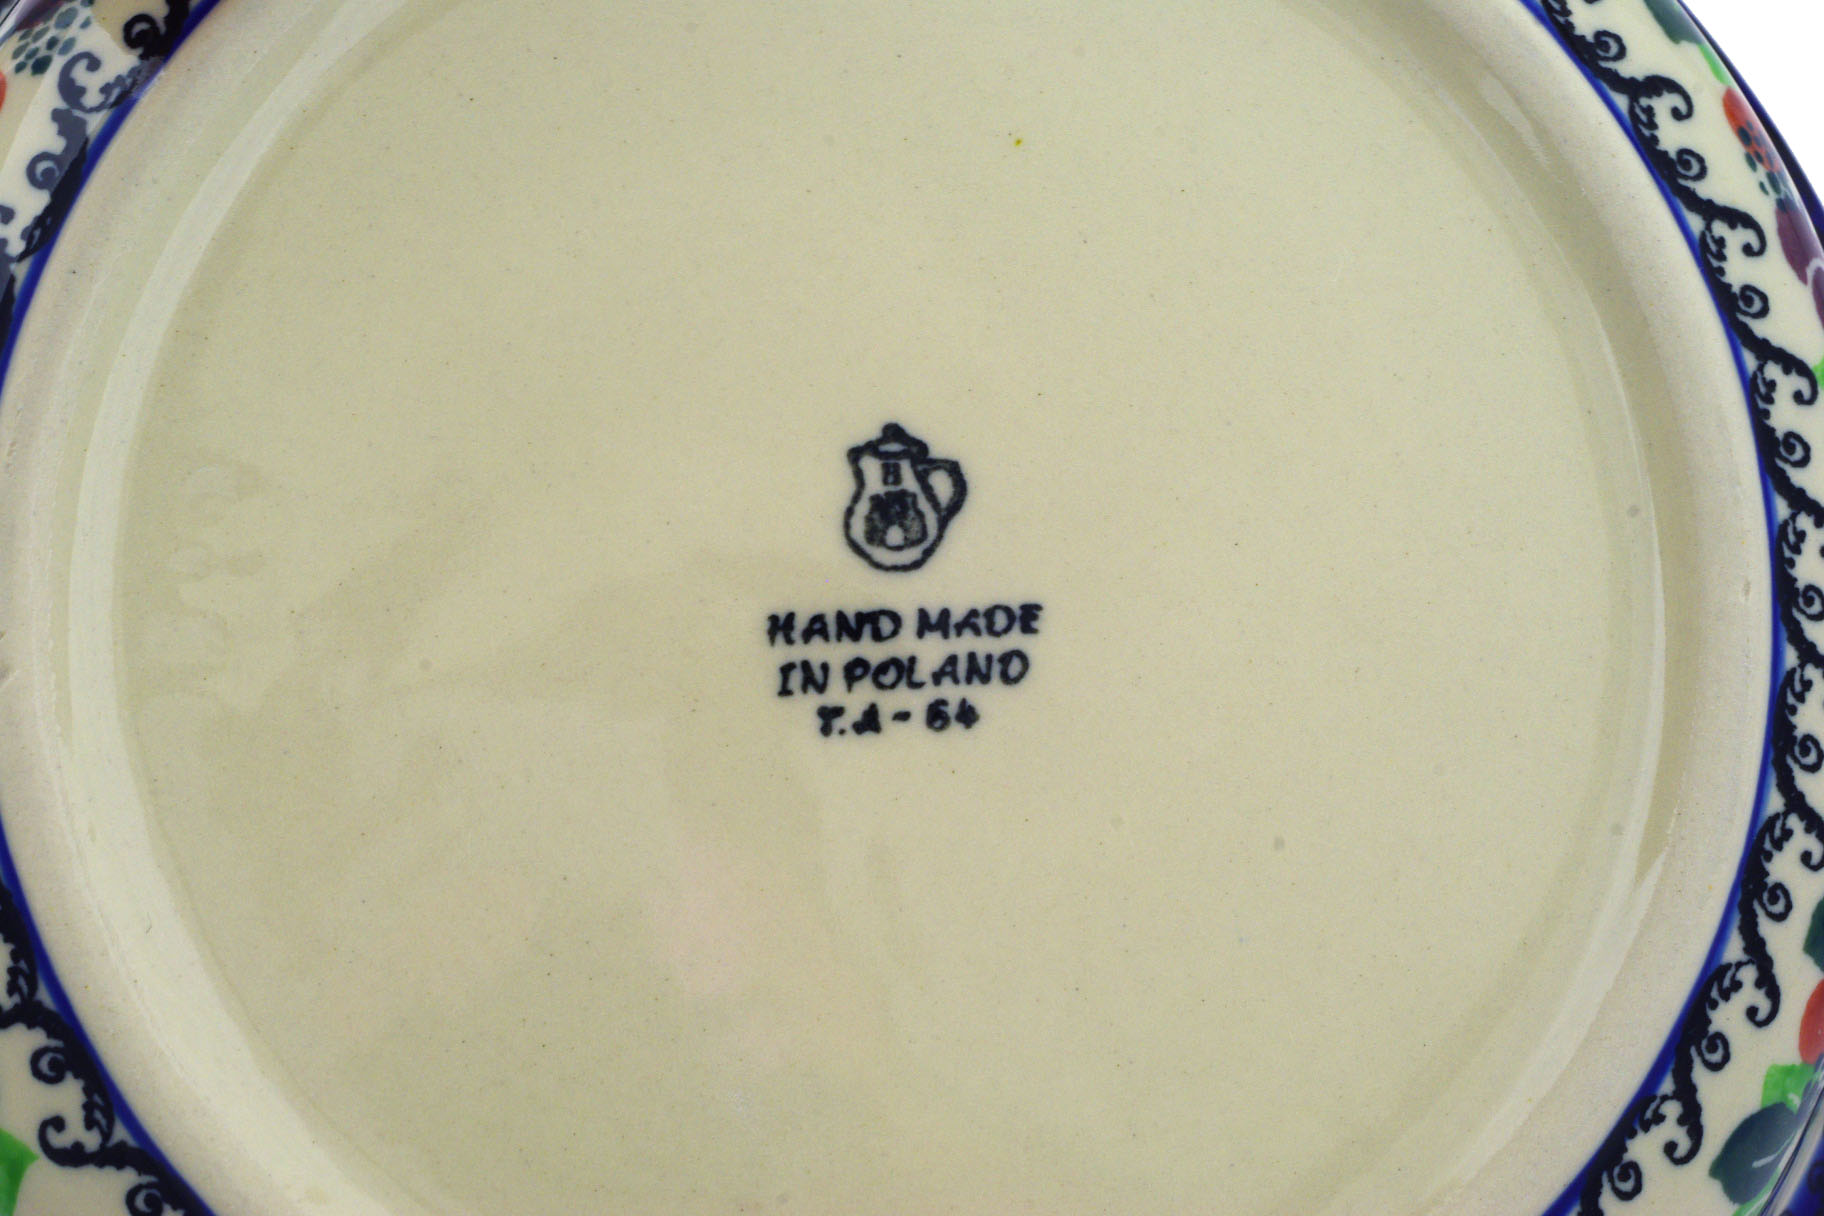 B
HAND MADE
IN POLAND
T.A - 64